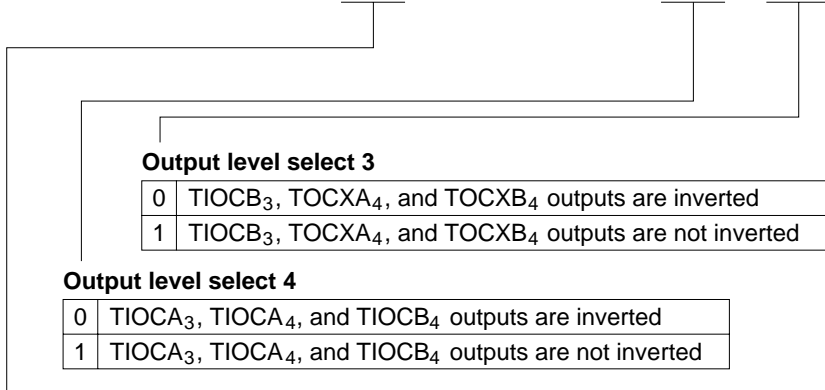 Output level select 3
0 TIOCB₃, TOCXA₄, and TOCXB₄ outputs are inverted
1 TIOCB₃, TOCXA₄, and TOCXB₄ outputs are not inverted
Output level select 4
0 TIOCA₃, TIOCA₄, and TIOCB₄ outputs are inverted
1 TIOCA₃, TIOCA₄, and TIOCB₄ outputs are not inverted